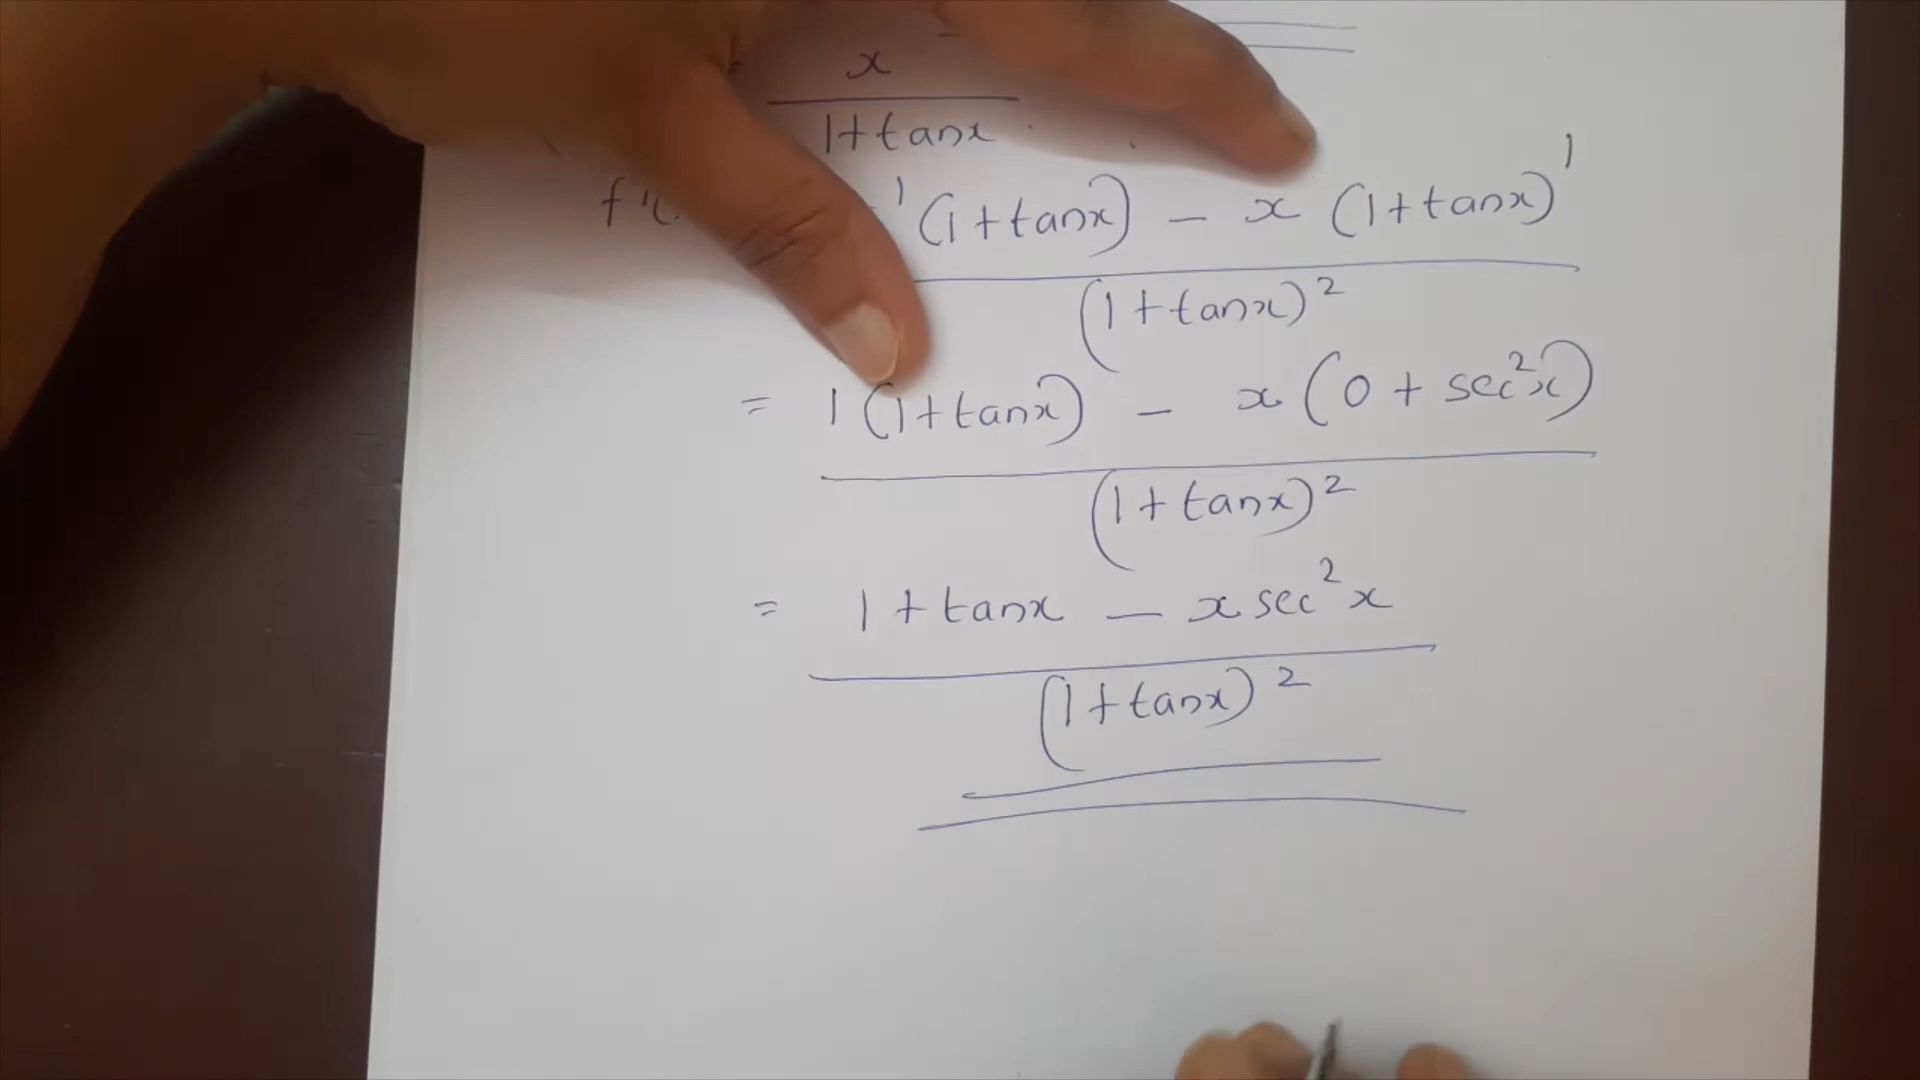 x
1+tanx
f'( '(1+tanx) − x (1+tanx)'
(1+tanx)²
= 1(1+tanx) − x(0 + sec²x)
(1+tanx)²
= 1+tanx − x sec²x
(1+tanx)²